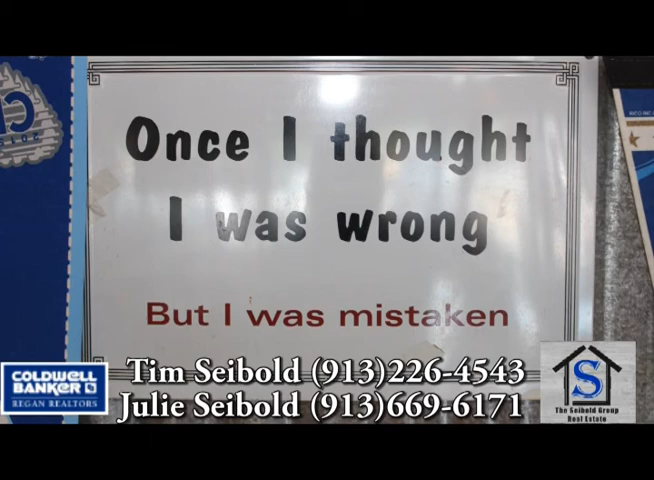 Once I thought
I was wrong
But I was mistaken
Tim Seibold (913)226-4543
Julie Seibold (913)669-6171
COLDWELL
BANKER
REGAN REALTORS
S
The Seibold Group
Real Estate